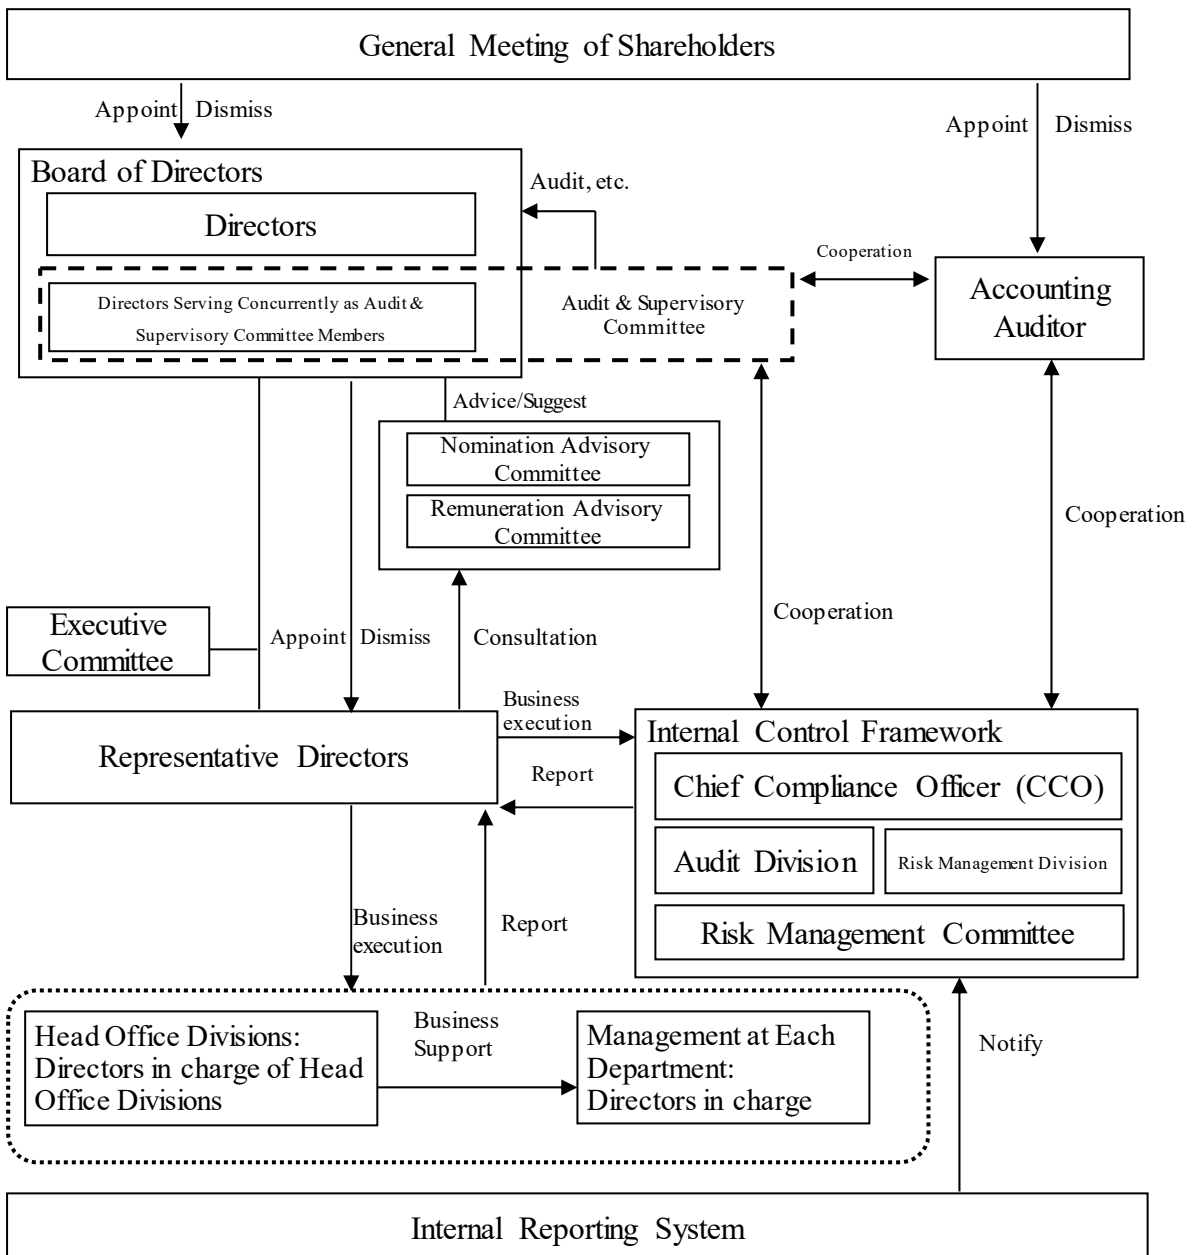 General Meeting of Shareholders
Appoint Dismiss
Appoint Dismiss
Board of Directors
Directors
Audit, etc.
Cooperation
Directors Serving Concurrently as Audit &
Supervisory Committee Members
Audit & Supervisory
Committee
Accounting
Auditor
Advice/Suggest
Nomination Advisory
Committee
Remuneration Advisory
Committee
Cooperation
Cooperation
Executive
Committee
Appoint Dismiss
Consultation
Representative Directors
Business
execution
Report
Internal Control Framework
Chief Compliance Officer (CCO)
Audit Division
Risk Management Division
Risk Management Committee
Business
execution
Report
Head Office Divisions:
Directors in charge of Head
Office Divisions
Business
Support
Management at Each
Department:
Directors in charge
Notify
Internal Reporting System